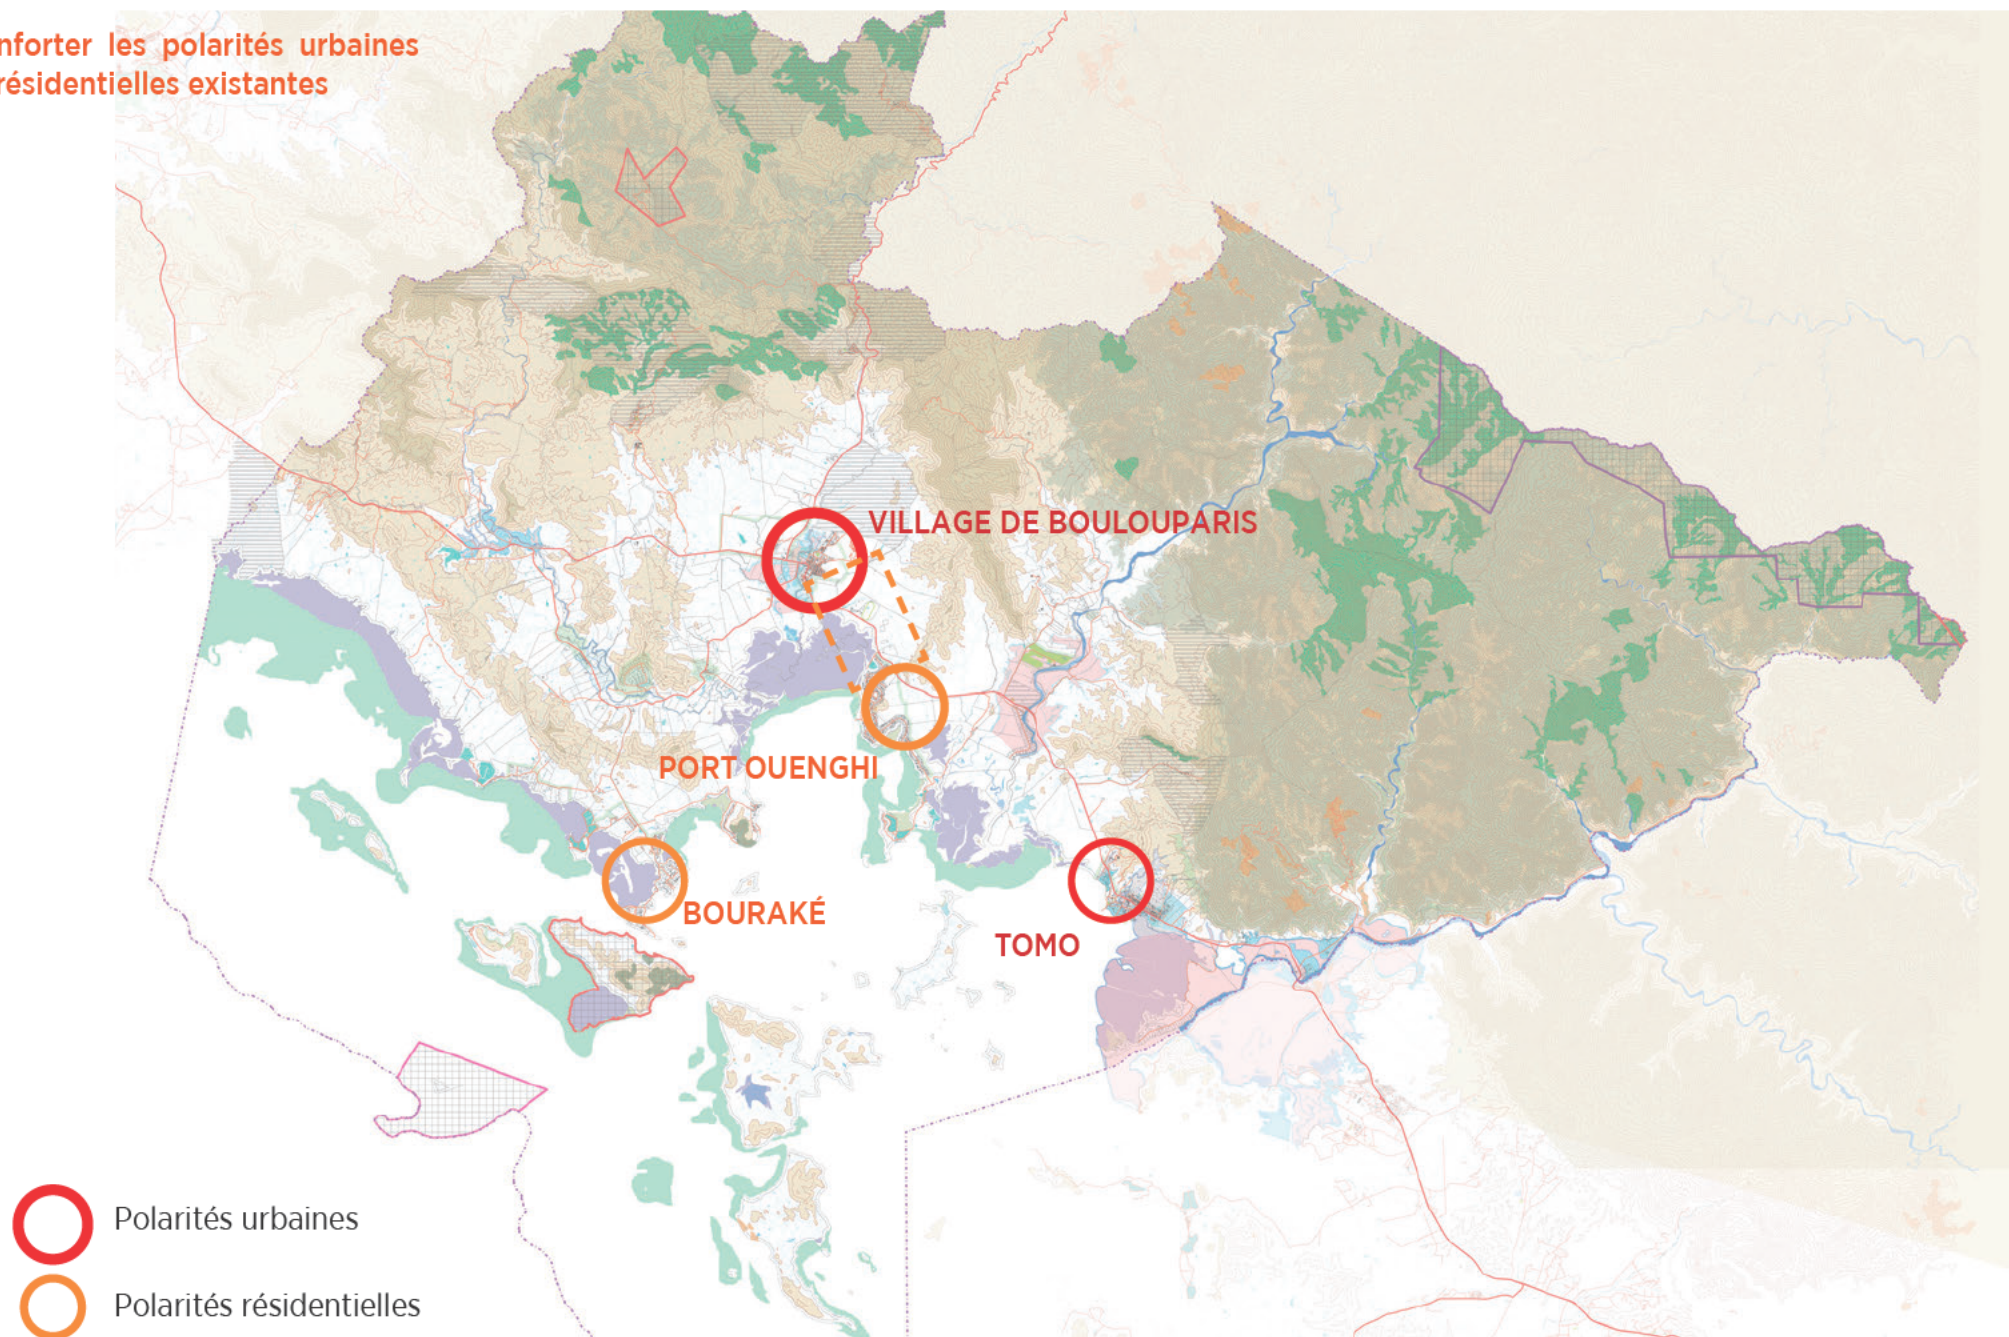 nforter les polarités urbaines
résidentielles existantes
VILLAGE DE BOULOUPARIS
PORT OUENGHI
BOURAKÉ
TOMO
Polarités urbaines
Polarités résidentielles